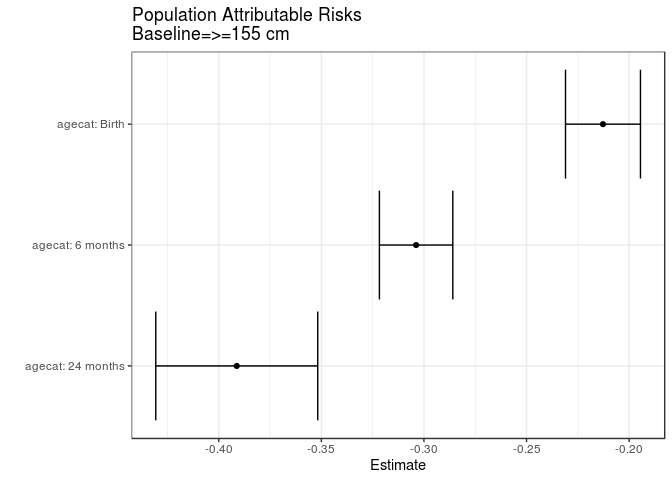 Population Attributable Risks
Baseline=>=155 cm
agecat: Birth
agecat: 6 months
agecat: 24 months
-0.40 -0.35 -0.30 -0.25 -0.20
Estimate